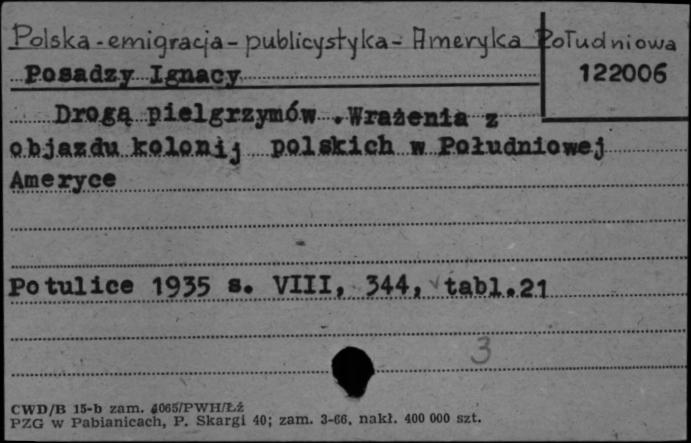 Polska - emigracja - publicystyka - Ameryka Południowa
Posadzy Ignacy
122006
Drogą pielgrzymów .Wrażenia z
objazdu kolonij polskich w Południowej
Ameryce
Potulice 1935 s. VIII, 344, tabl.21
3
CWD/B 15-b zam. 4065/PWH/Łź
PZG w Pabianicach, P. Skargi 40; zam. 3-66, nakł. 400 000 szt.